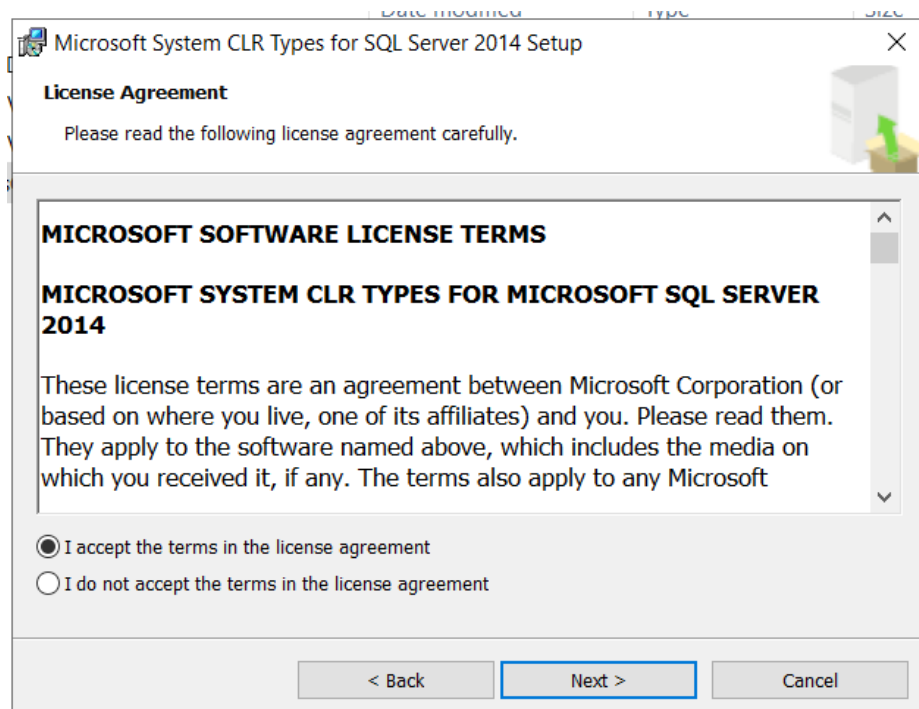 Date modified Type Size
Microsoft System CLR Types for SQL Server 2014 Setup
License Agreement
Please read the following license agreement carefully.
MICROSOFT SOFTWARE LICENSE TERMS
MICROSOFT SYSTEM CLR TYPES FOR MICROSOFT SQL SERVER
2014
These license terms are an agreement between Microsoft Corporation (or
based on where you live, one of its affiliates) and you. Please read them.
They apply to the software named above, which includes the media on
which you received it, if any. The terms also apply to any Microsoft
I accept the terms in the license agreement
I do not accept the terms in the license agreement
< Back
Next >
Cancel